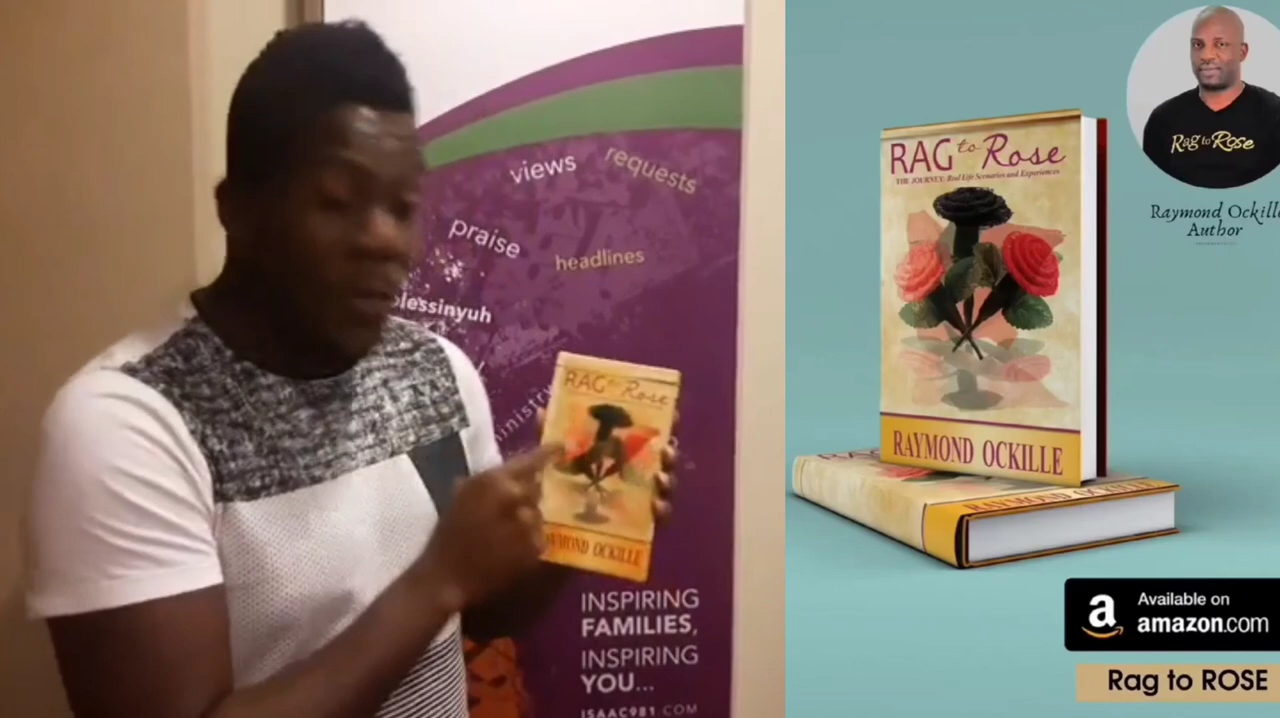 views
requests
praise
headlines
blessinyuh
ministry
RAG to Rose
RAYMOND OCKILLE
INSPIRING
FAMILIES,
INSPIRING
YOU...
ISAAC981.COM
RAG to Rose
THE JOURNEY: Real Life Scenarios and Experiences
RAYMOND OCKILLE
RAYMOND OCKILLE
Rag to Rose
Raymond Ockille
Author
a Available on
amazon.com
Rag to ROSE